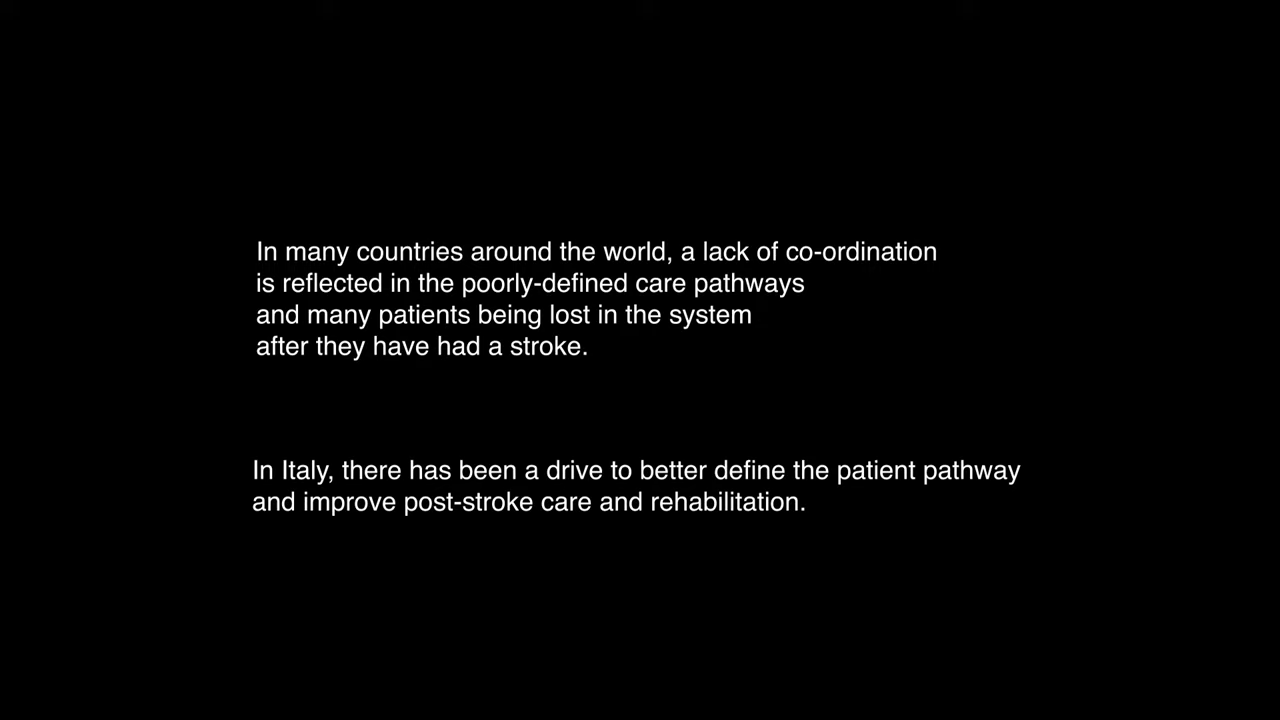 In many countries around the world, a lack of co-ordination
is reflected in the poorly-defined care pathways
and many patients being lost in the system
after they have had a stroke.
In Italy, there has been a drive to better define the patient pathway
and improve post-stroke care and rehabilitation.